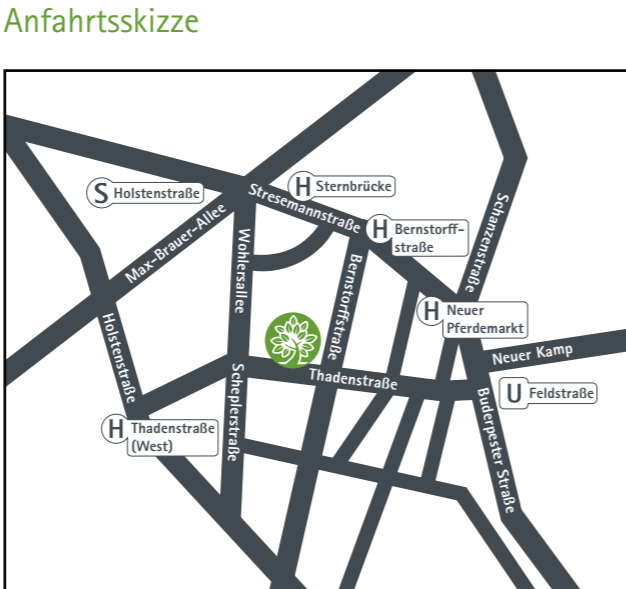 Anfahrtsskizze
S Holstenstraße
H Sternbrücke
Stresemannstraße
H Bernstorff-
straße
Max-Brauer-Allee
Wohlersallee
Bernstorffstraße
Schanzenstraße
H Neuer
Pferdemarkt
Holstenstraße
Neuer Kamp
Thadenstraße
U Feldstraße
Scheplerstraße
Buderpester Straße
H Thadenstraße
(West)